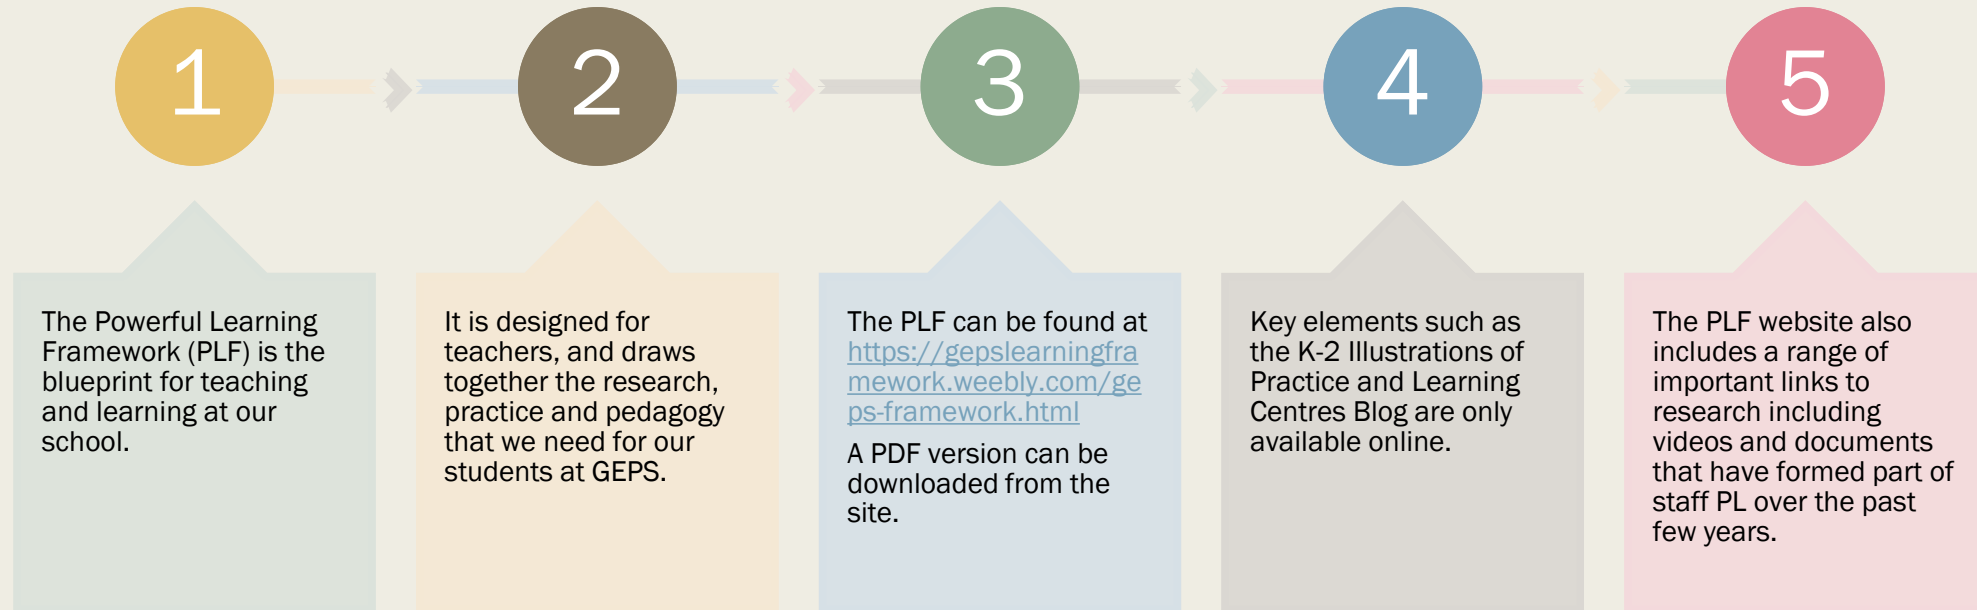 1
2
3
4
5
The Powerful Learning
Framework (PLF) is the
blueprint for teaching
and learning at our
school.
It is designed for
teachers, and draws
together the research,
practice and pedagogy
that we need for our
students at GEPS.
The PLF can be found at
https://gepslearningfra
mework.weebly.com/ge
ps-framework.html
A PDF version can be
downloaded from the
site.
Key elements such as
the K-2 Illustrations of
Practice and Learning
Centres Blog are only
available online.
The PLF website also
includes a range of
important links to
research including
videos and documents
that have formed part of
staff PL over the past
few years.